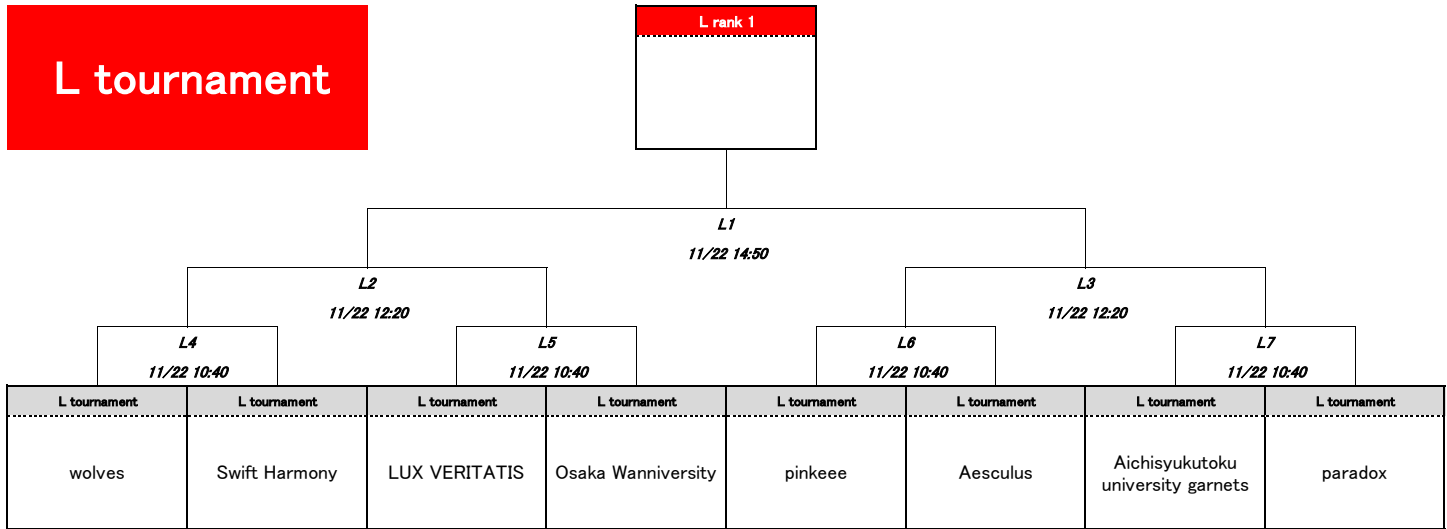 L tournament
L rank 1
L1
11/22 14:50
L2
11/22 12:20
L3
11/22 12:20
L4
11/22 10:40
L5
11/22 10:40
L6
11/22 10:40
L7
11/22 10:40
L tournament
L tournament
L tournament
L tournament
L tournament
L tournament
L tournament
L tournament
wolves
Swift Harmony
LUX VERITATIS
Osaka Wanniversity
pinkeee
Aesculus
Aichisyukutoku
university garnets
paradox